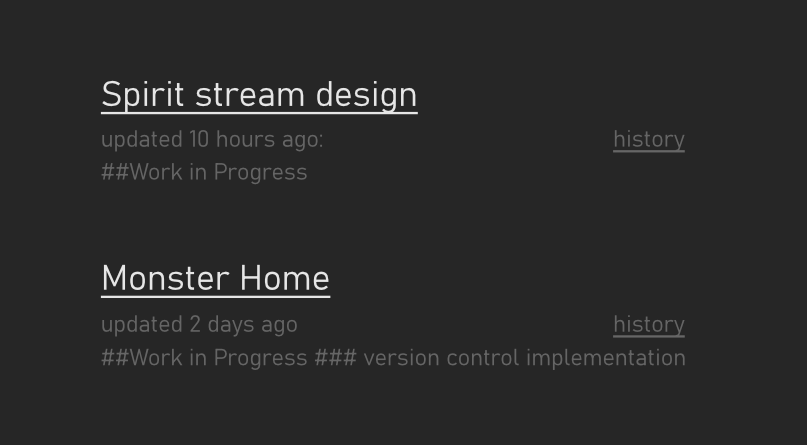 Spirit stream design
updated 10 hours ago: history
##Work in Progress
Monster Home
updated 2 days ago history
##Work in Progress ### version control implementation